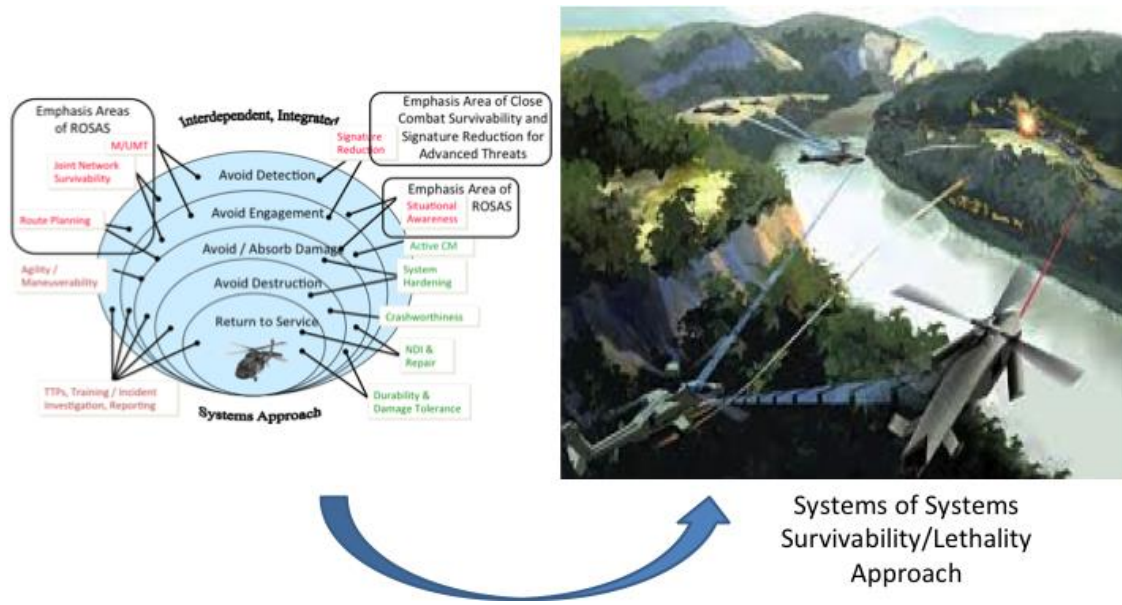 Emphasis Areas
of ROSAS
M/UMT
Joint Network
Survivability
Route Planning
Agility /
Maneuverability
TTPs, Training / Incident
Investigation, Reporting
Interdependent, Integrated
Avoid Detection
Avoid Engagement
Avoid / Absorb Damage
Avoid Destruction
Return to Service
Systems Approach
Signature
Reduction
Emphasis Area of Close
Combat Survivability and
Signature Reduction for
Advanced Threats
Emphasis Area of
ROSAS
Situational
Awareness
Active CM
System
Hardening
Crashworthiness
NDI &
Repair
Durability &
Damage Tolerance
Systems of Systems
Survivability/Lethality
Approach